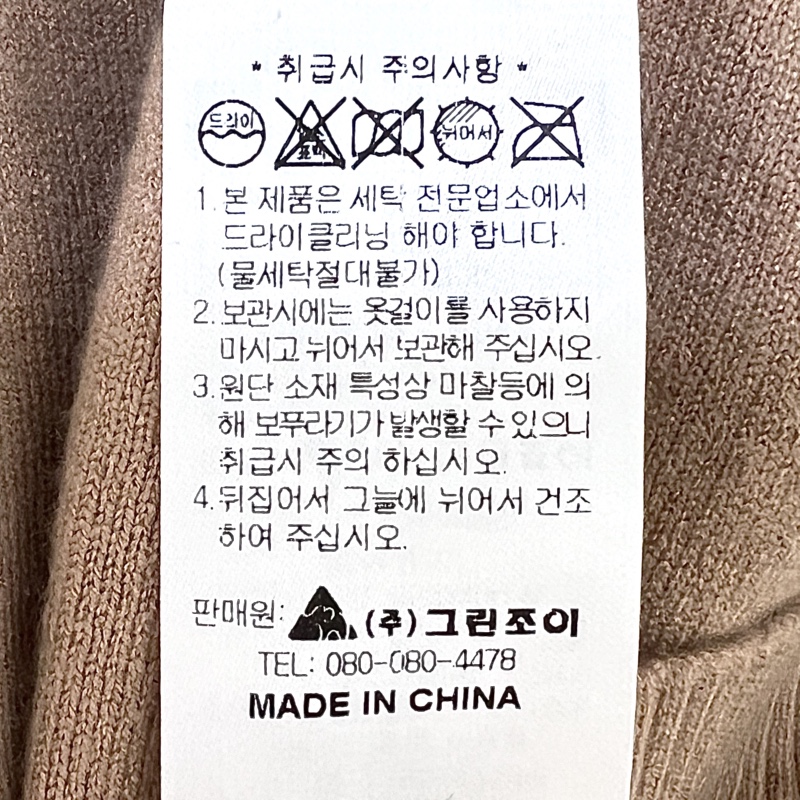 * 취급시 주의사항 *
드라이
표백
뉘어서
1. 본 제품은 세탁 전문업소에서
드라이클리닝 해야 합니다.
(물세탁절대불가)
2. 보관시에는 옷걸이를 사용하지
마시고 뉘어서 보관해 주십시오.
3. 원단 소재 특성상 마찰등에 의
해 보푸라기가 발생할 수 있으니
취급시 주의 하십시오.
4. 뒤집어서 그늘에 뉘어서 건조
하여 주십시오.
판매원: (주)그린조이
TEL: 080-080-4478
MADE IN CHINA